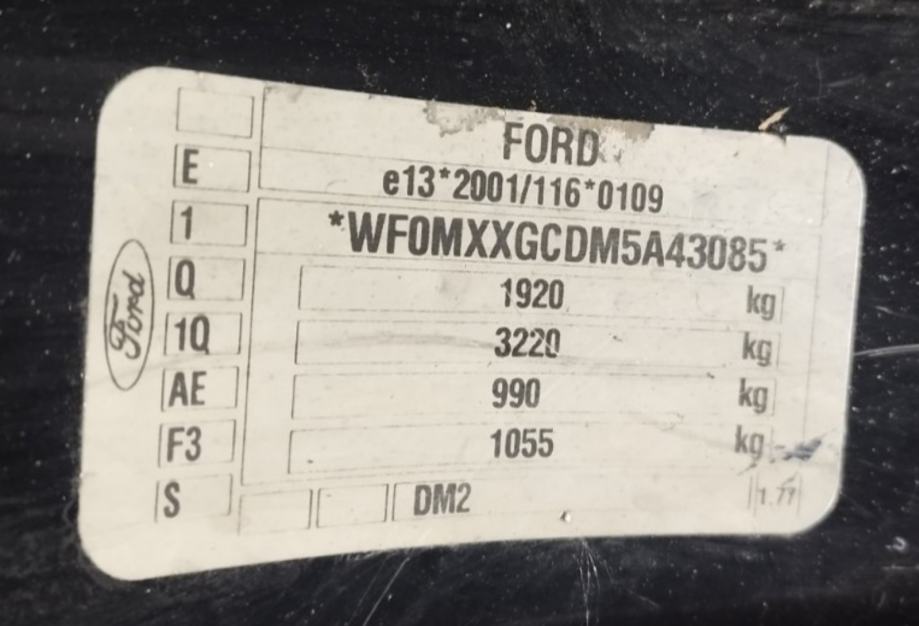 FORD
E e13*2001/116*0109
1 *WF0MXXGCDM5A43085*
Q 1920 kg
1Q 3220 kg
AE 990 kg
F3 1055 kg
S DM2
Ford